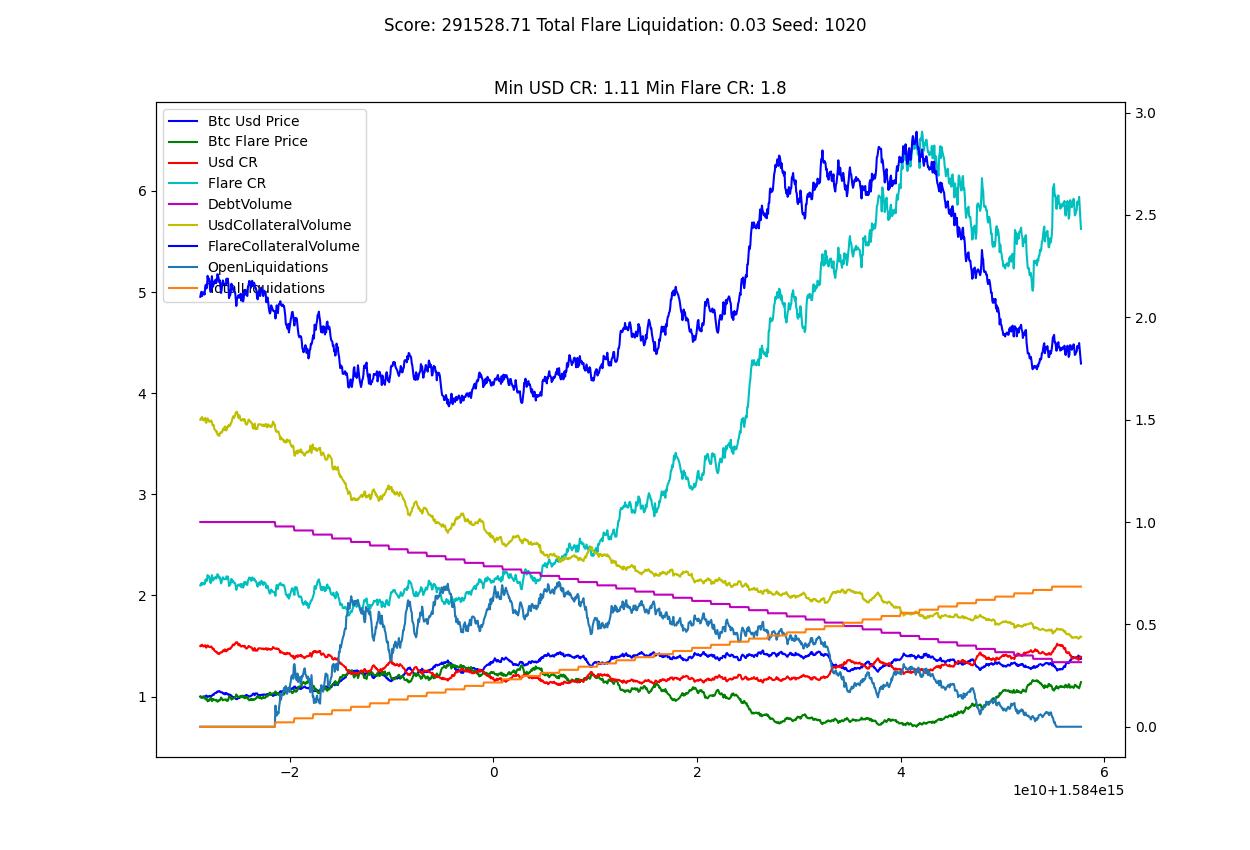 Score: 291528.71 Total Flare Liquidation: 0.03 Seed: 1020
Min USD CR: 1.11 Min Flare CR: 1.8
Btc Usd Price
Btc Flare Price
Usd CR
Flare CR
DebtVolume
UsdCollateralVolume
FlareCollateralVolume
OpenLiquidations
TotalLiquidations
6
5
4
3
2
1
3.0
2.5
2.0
1.5
1.0
0.5
0.0
−2 0 2 4 6
1e10+1.584e15